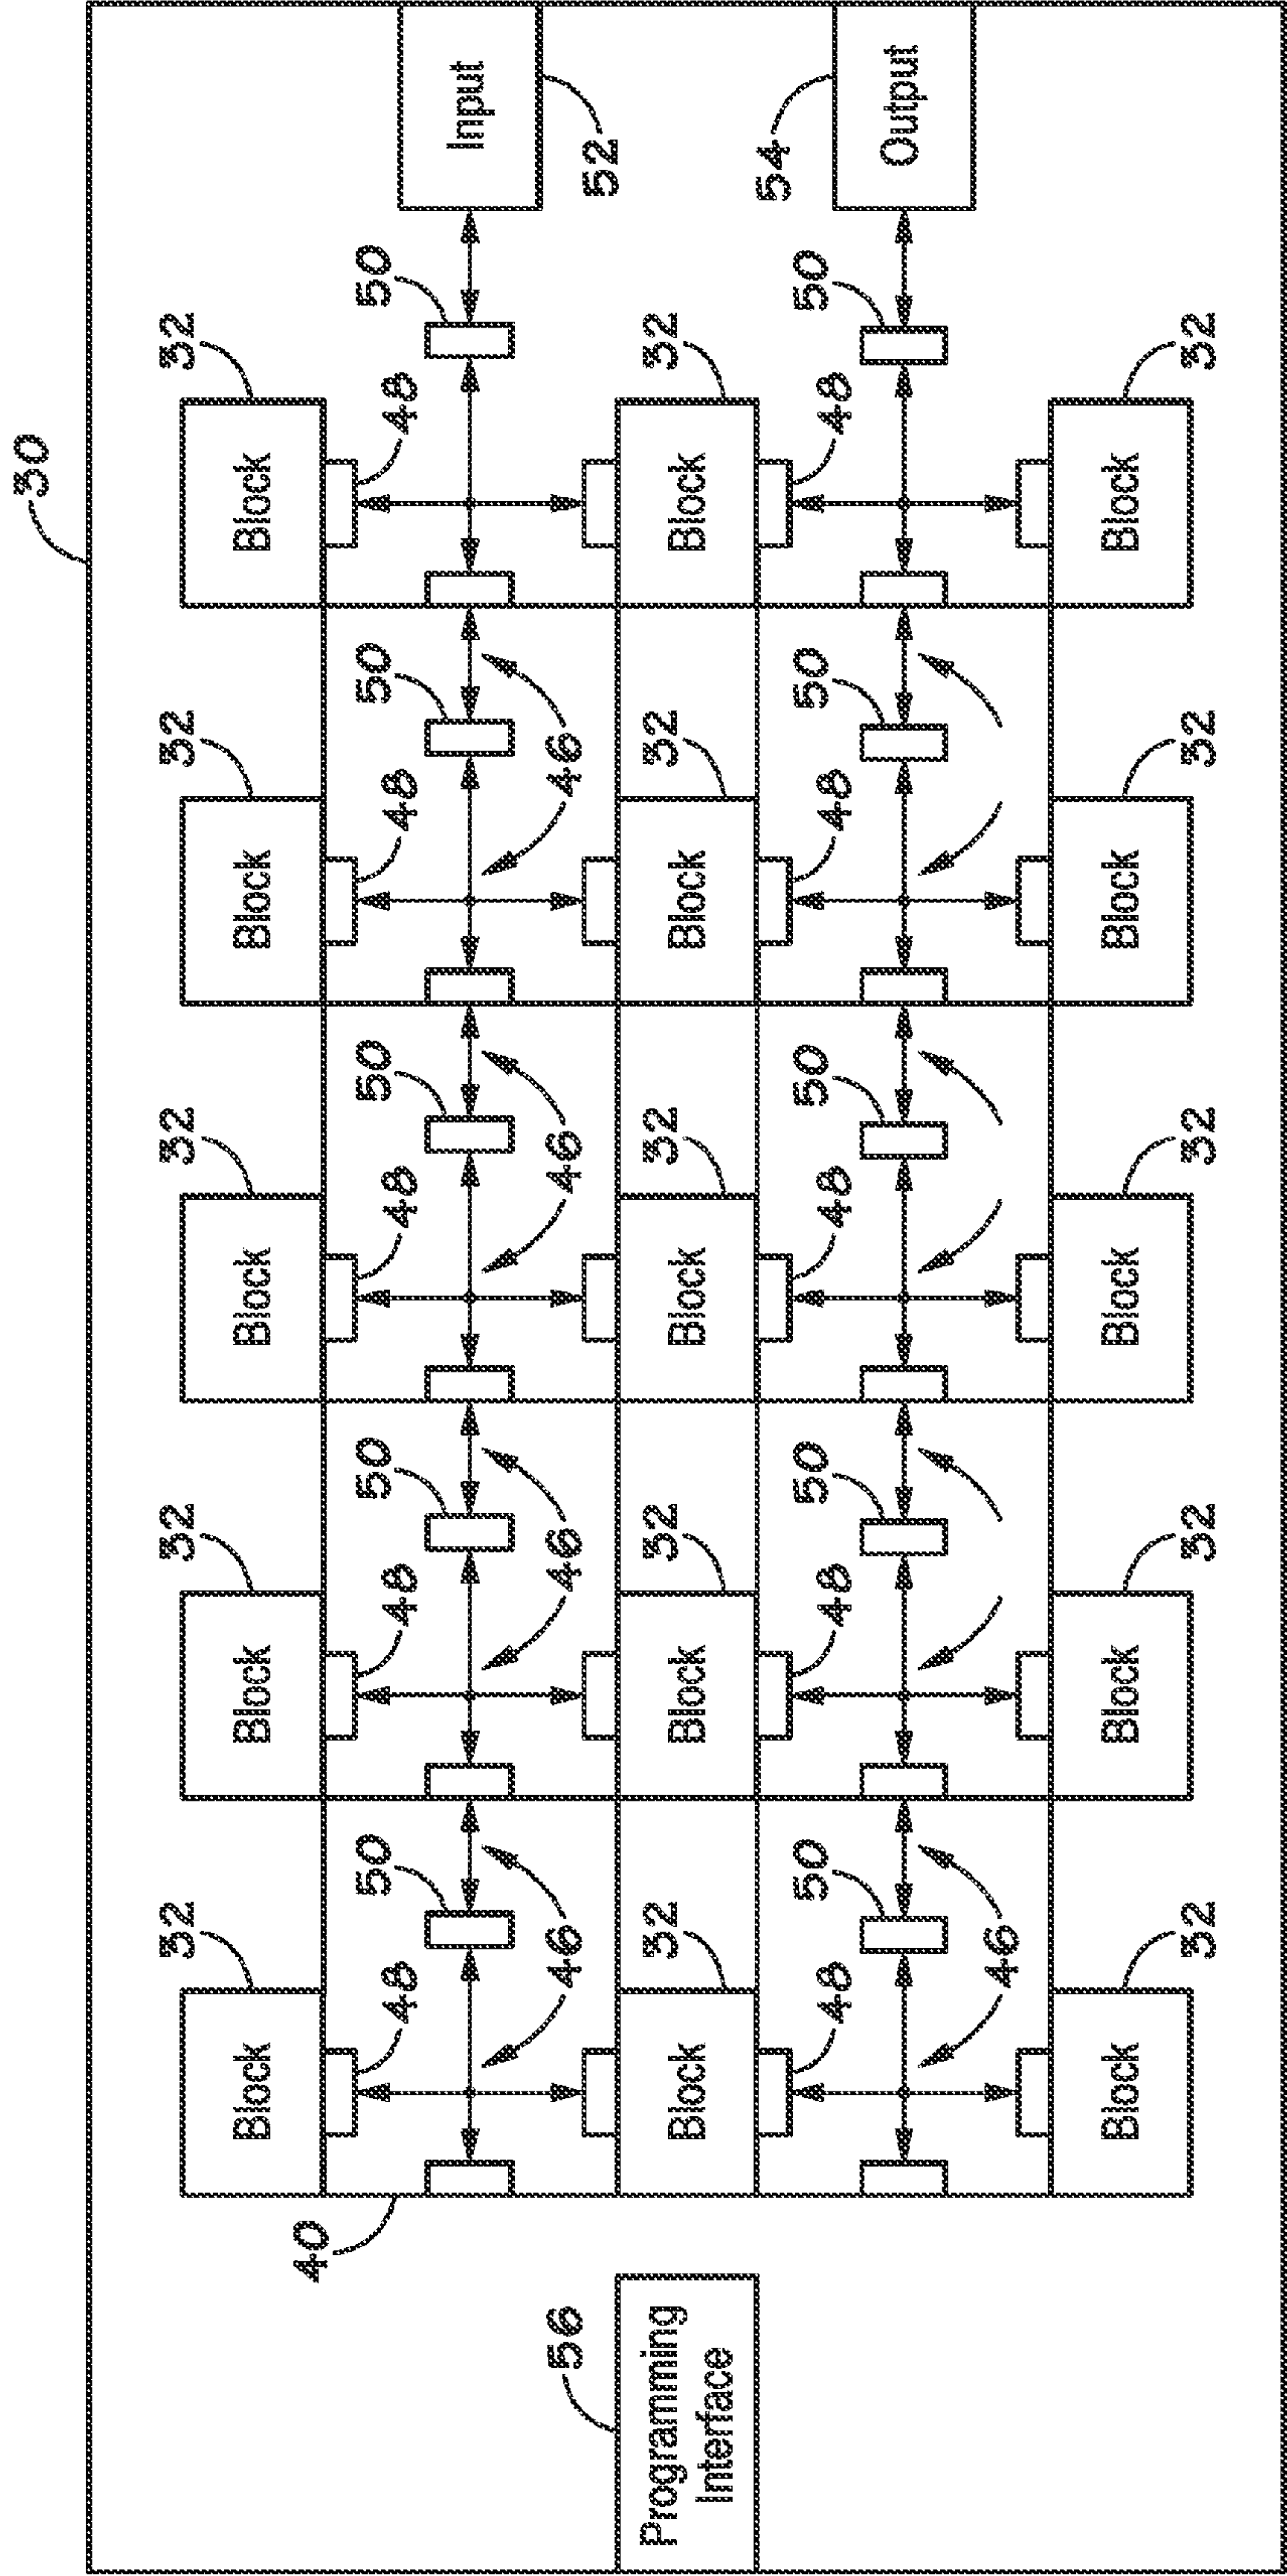 30
32 32 32 32 32
Block Block Block Block Block
40 48 50 48 50 48 50 48 50 48 50
Input
56 46 46 46 46
52
32 32 32 32 32
Programming
Interface
Block Block Block Block Block
54
48 50 48 50 48 50 48 50 48 50
Output
46
Block Block Block Block Block
32 32 32 32 32